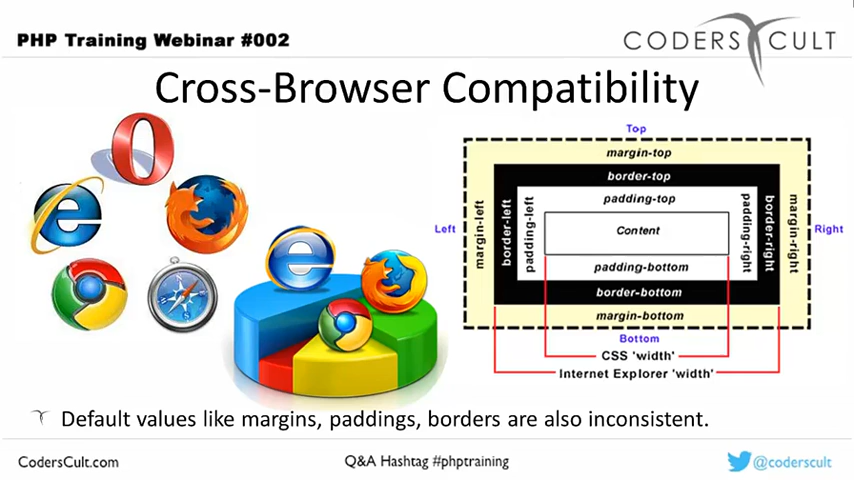 PHP Training Webinar #002
CODERS CULT
Cross-Browser Compatibility
Top
margin-top
border-top
padding-top
Left
margin-left
border-left
padding-left
Content
padding-right
border-right
margin-right
Right
padding-bottom
border-bottom
margin-bottom
Bottom
CSS 'width'
Internet Explorer 'width'
Default values like margins, paddings, borders are also inconsistent.
CodersCult.com
Q&A Hashtag #phptraining
@coderscult